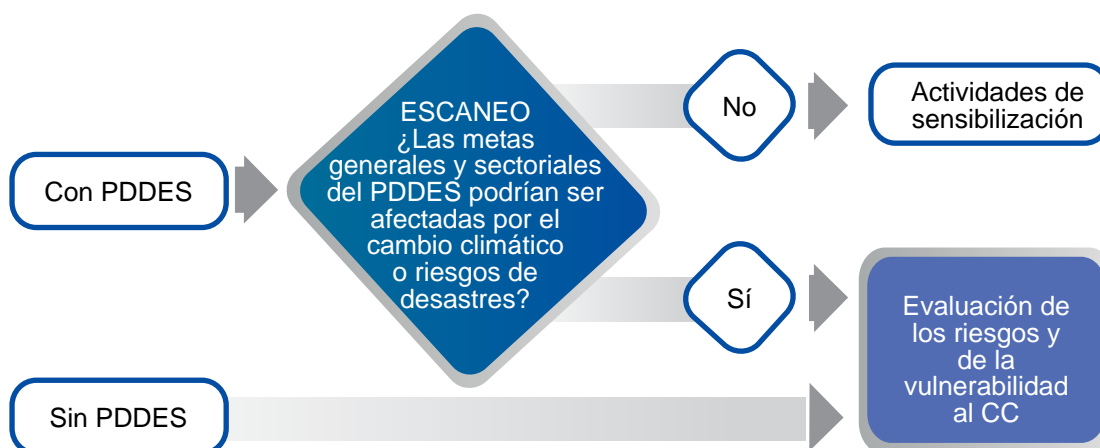 Con PDDES
ESCANEO
¿Las metas
generales y sectoriales
del PDDES podrían ser
afectadas por el
cambio climático
o riesgos de
desastres?
No
Actividades de
sensibilización
Sí
Evaluación de
los riesgos y
de la
vulnerabilidad
al CC
Sin PDDES